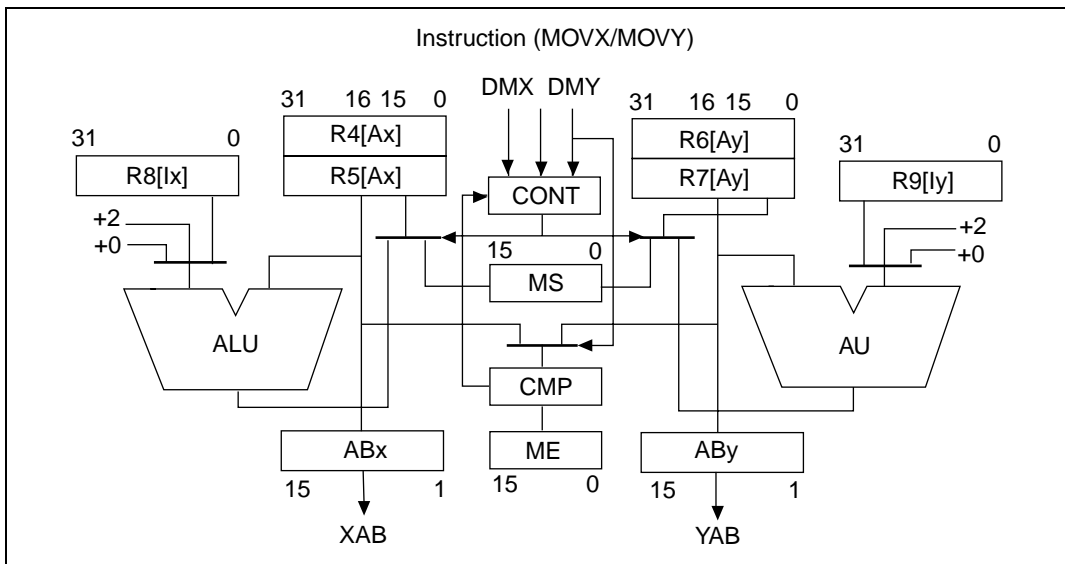 Instruction (MOVX/MOVY)
DMX DMY
31 16 15 0
31 16 15 0
R4[Ax]
R6[Ay]
31 0
31 0
R8[Ix]
R5[Ax]
CONT
R7[Ay]
R9[Iy]
+2
+0
+2
+0
15 0
MS
ALU
AU
CMP
ABx
ME
ABy
15 1
15 0
15 1
XAB
YAB